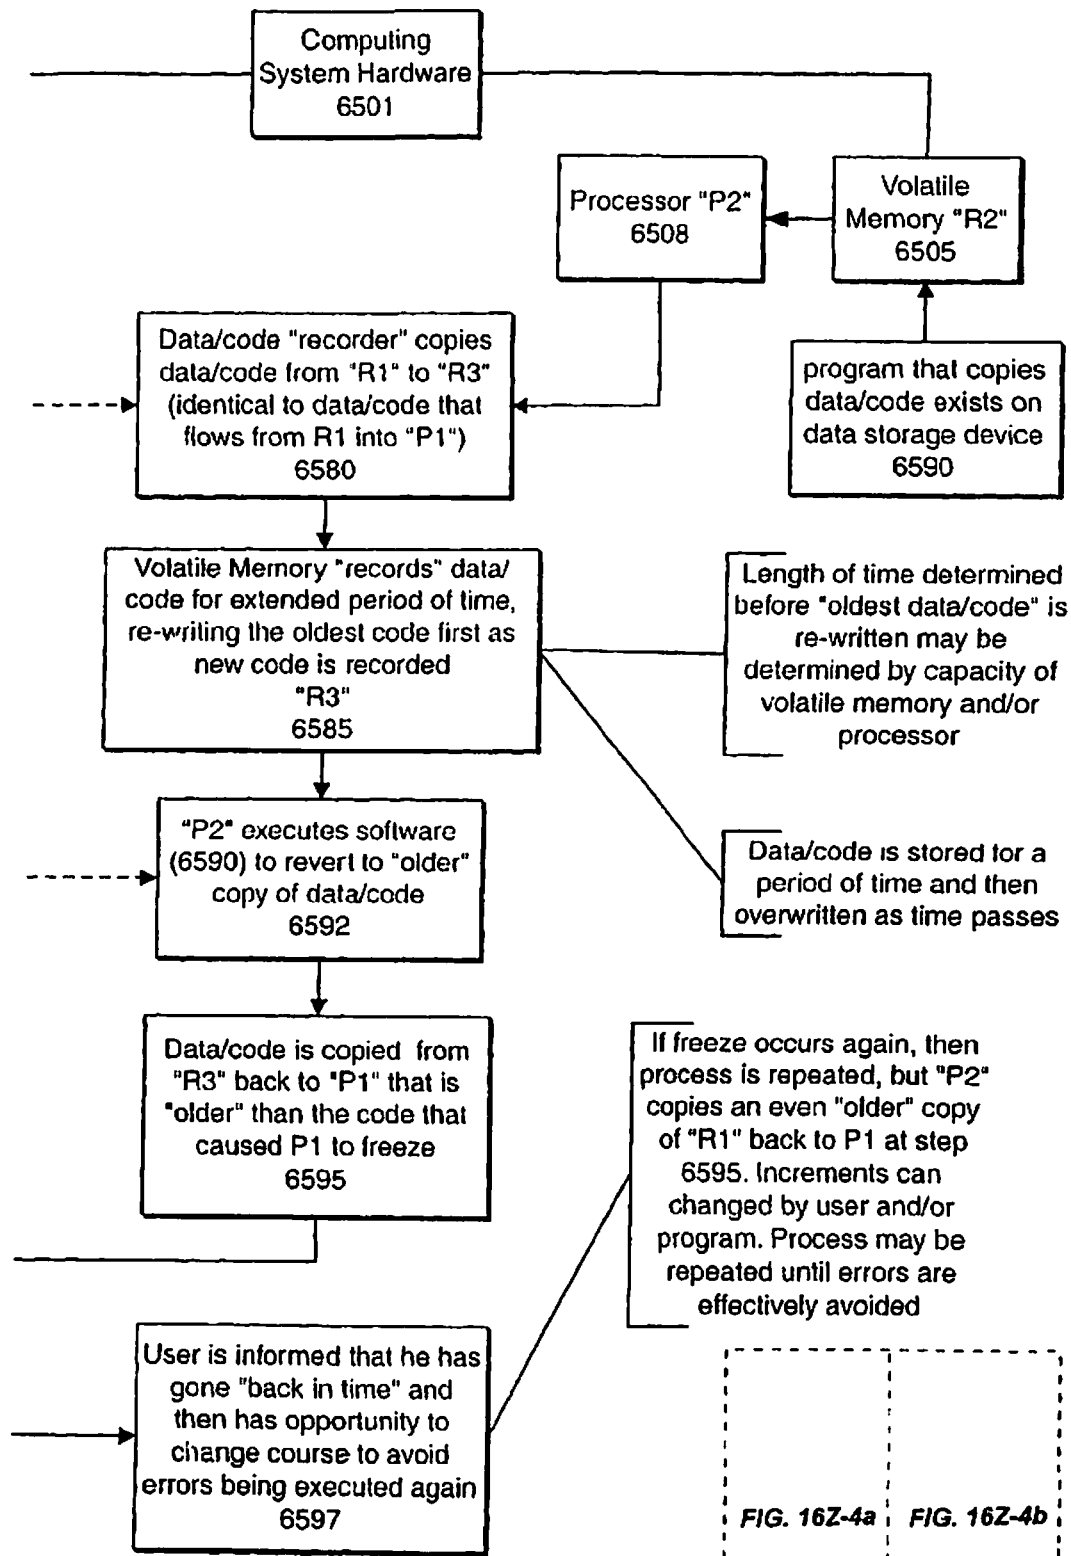 Computing
System Hardware
6501
Processor "P2"
6508
Volatile
Memory "R2"
6505
Data/code "recorder" copies
data/code from "R1" to "R3"
(identical to data/code that
flows from R1 into "P1")
6580
program that copies
data/code exists on
data storage device
6590
Volatile Memory "records" data/
code for extended period of time,
re-writing the oldest code first as
new code is recorded
"R3"
6585
Length of time determined
before "oldest data/code" is
re-written may be
determined by capacity of
volatile memory and/or
processor
"P2" executes software
(6590) to revert to "older"
copy of data/code
6592
Data/code is stored for a
period of time and then
overwritten as time passes
Data/code is copied from
"R3" back to "P1" that is
"older" than the code that
caused P1 to freeze
6595
If freeze occurs again, then
process is repeated, but "P2"
copies an even "older" copy
of "R1" back to P1 at step
6595. Increments can
changed by user and/or
program. Process may be
repeated until errors are
effectively avoided
User is informed that he has
gone "back in time" and
then has opportunity to
change course to avoid
errors being executed again
6597
FIG. 16Z-4a
FIG. 16Z-4b